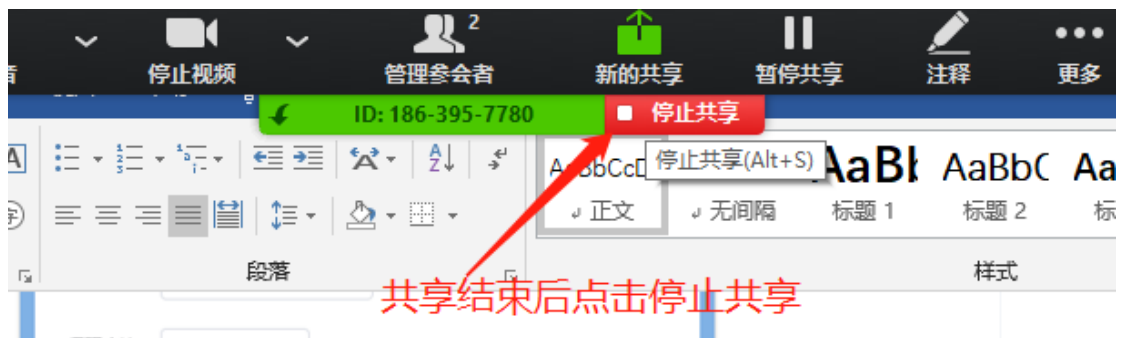 2
停止视频 管理参会者 新的共享 暂停共享 注释 更多
ID: 186-395-7780 停止共享
停止共享(Alt+S)
AaBbC Aa
正文 无间隔 标题 1 标题 2 标
段落 样式
共享结束后点击停止共享